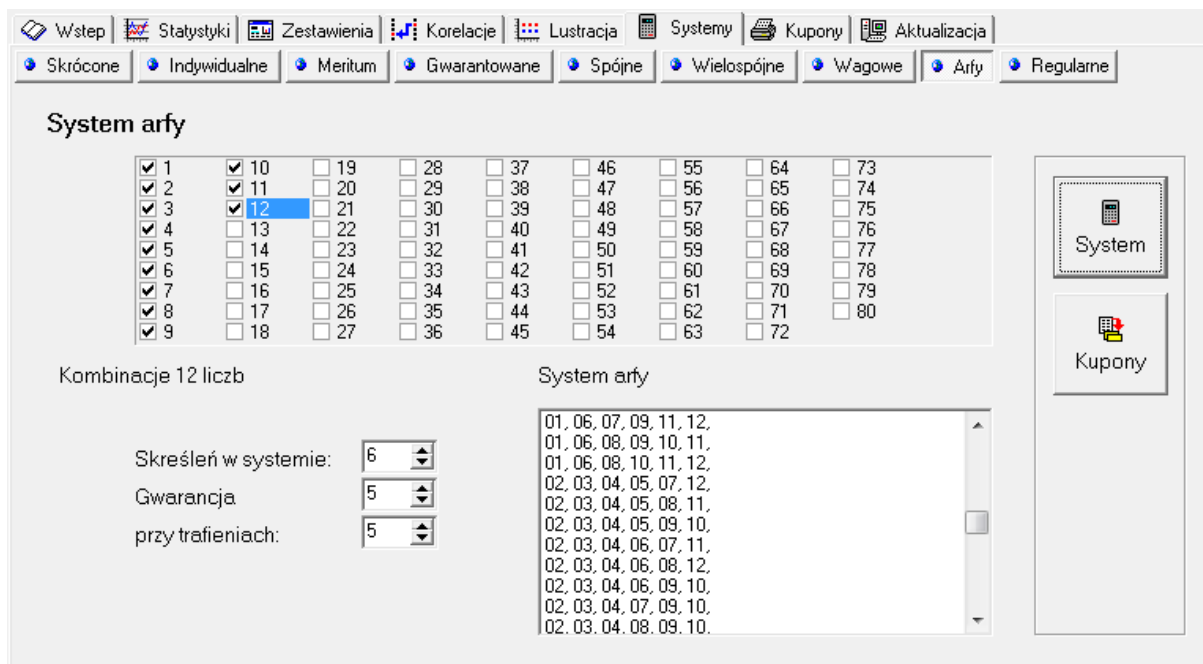 Wstep Statystyki Zestawienia Korelacje Lustracja Systemy Kupony Aktualizacja
Skrócone Indywidualne Meritum Gwarantowane Spójne Wielospójne Wagowe Arfy Regularne
System arfy
1 10 19 28 37 46 55 64 73
2 11 20 29 38 47 56 65 74
3 12 21 30 39 48 57 66 75
4 13 22 31 40 49 58 67 76
5 14 23 32 41 50 59 68 77
6 15 24 33 42 51 60 69 78
7 16 25 34 43 52 61 70 79
8 17 26 35 44 53 62 71 80
9 18 27 36 45 54 63 72
System
Kupony
Kombinacje 12 liczb
Skreśleń w systemie: 6
Gwarancja 5
przy trafieniach: 5
System arfy
01, 06, 07, 09, 11, 12,
01, 06, 08, 09, 10, 11,
01, 06, 08, 10, 11, 12,
02, 03, 04, 05, 07, 12,
02, 03, 04, 05, 08, 11,
02, 03, 04, 05, 09, 10,
02, 03, 04, 06, 07, 11,
02, 03, 04, 06, 08, 12,
02, 03, 04, 06, 09, 10,
02, 03, 04, 07, 09, 10,
02, 03, 04, 08, 09, 10,